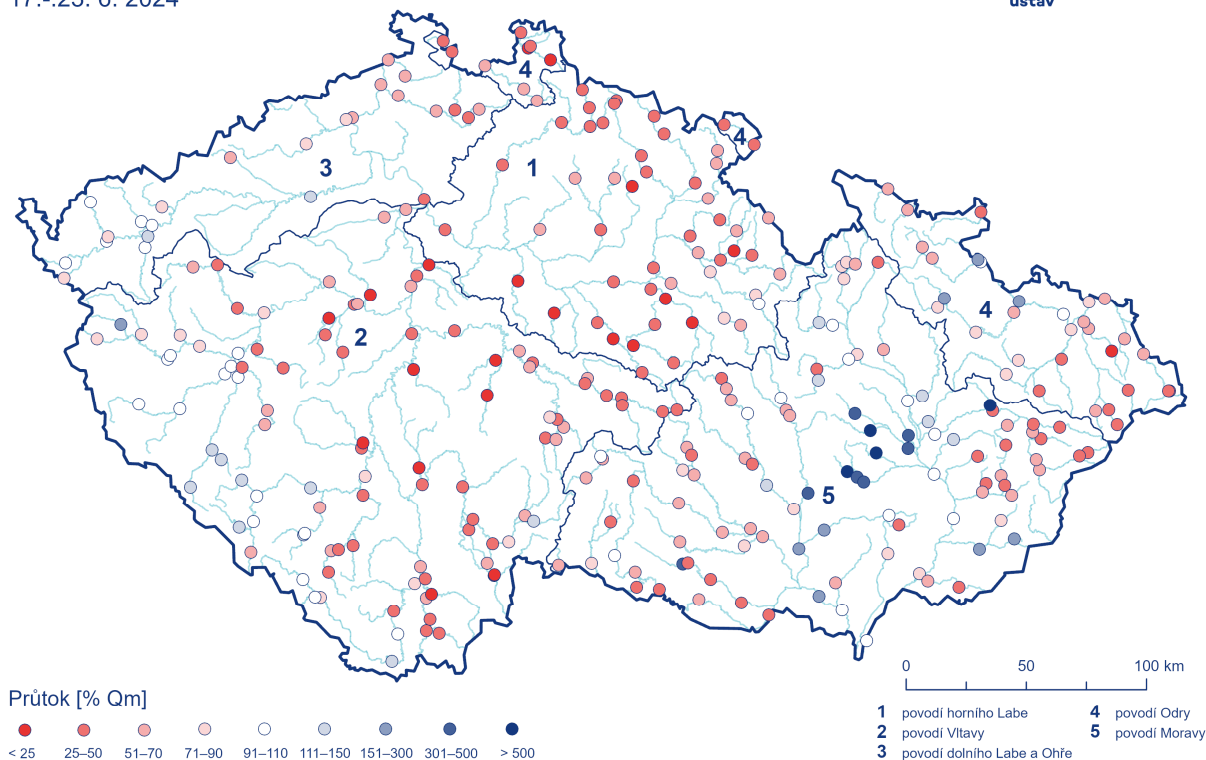 17.-.23. 6. 2024
ústav
4
4
3
1
2
4
5
0 50 100 km
Průtok [% Qm]
< 25 25–50 51–70 71–90 91–110 111–150 151–300 301–500 > 500
1 povodí horního Labe
2 povodí Vltavy
3 povodí dolního Labe a Ohře
4 povodí Odry
5 povodí Moravy